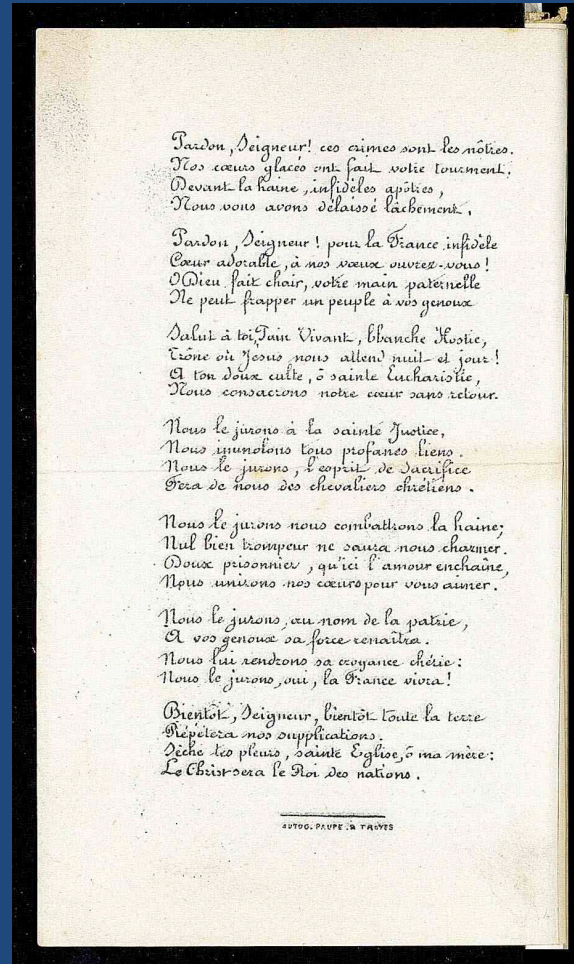 Pardon, Seigneur! ces crimes sont les nôtres.
Nos cœurs glacés ont fait votre tourment.
Devant la haine, infidèles apôtres,
Nous vous avons délaissé lâchement.
Pardon, Seigneur! pour la France infidèle
Cœur adorable, à nos vœux ouvrez-vous!
O Dieu fait chair, votre main paternelle
Ne peut frapper un peuple à vos genoux
Salut à toi, Pain Vivant, blanche Hostie,
Trône où Jésus nous attend nuit et jour!
A ton doux culte, ô sainte Eucharistie,
Nous consacrons notre cœur sans retour.
Nous le jurons à la sainte Justice,
Nous immolons tous profanes liens.
Nous le jurons, l'esprit de sacrifice
Fera de nous des chevaliers chrétiens.
Nous le jurons nous combattrons la haine;
Nul bien trompeur ne saura nous charmer.
Doux prisonnier, qu'ici l'amour enchaîne,
Nous unirons nos cœurs pour vous aimer.
Nous le jurons, au nom de la patrie,
A vos genoux sa force renaîtra.
Nous lui rendrons sa croyance chérie:
Nous le jurons, oui, la France vivra!
Bientôt, Seigneur, bientôt toute la terre
Répétera nos supplications.
Sèche tes pleurs, sainte Eglise, ô ma mère:
Le Christ sera le Roi des nations.
AUTOG. PAUPE. à TROYES